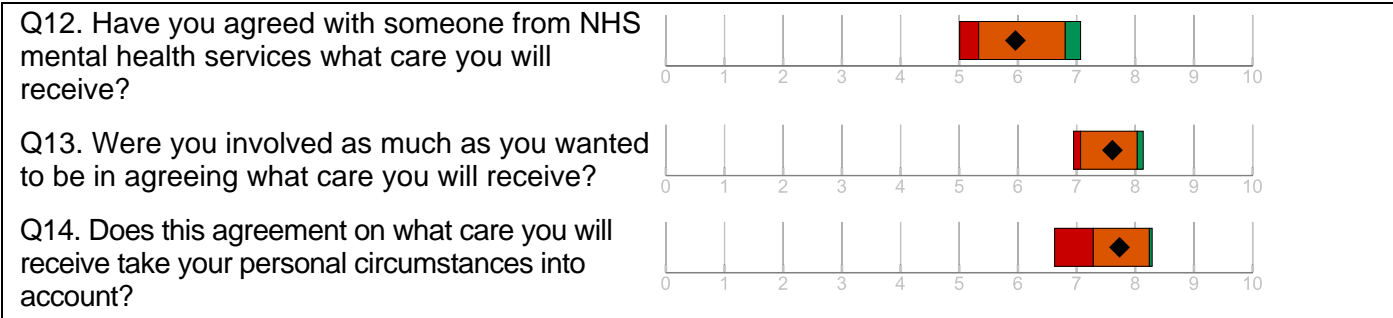 Q12. Have you agreed with someone from NHS
mental health services what care you will
receive?
0 1 2 3 4 5 6 7 8 9 10
Q13. Were you involved as much as you wanted
to be in agreeing what care you will receive?
0 1 2 3 4 5 6 7 8 9 10
Q14. Does this agreement on what care you will
receive take your personal circumstances into
account?
0 1 2 3 4 5 6 7 8 9 10